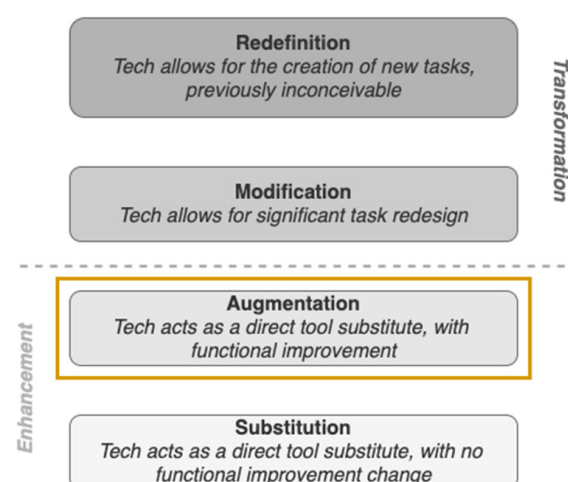 Redefinition
Tech allows for the creation of new tasks,
previously inconceivable
Transformation
Modification
Tech allows for significant task redesign
Augmentation
Tech acts as a direct tool substitute, with
functional improvement
Enhancement
Substitution
Tech acts as a direct tool substitute, with no
functional improvement change